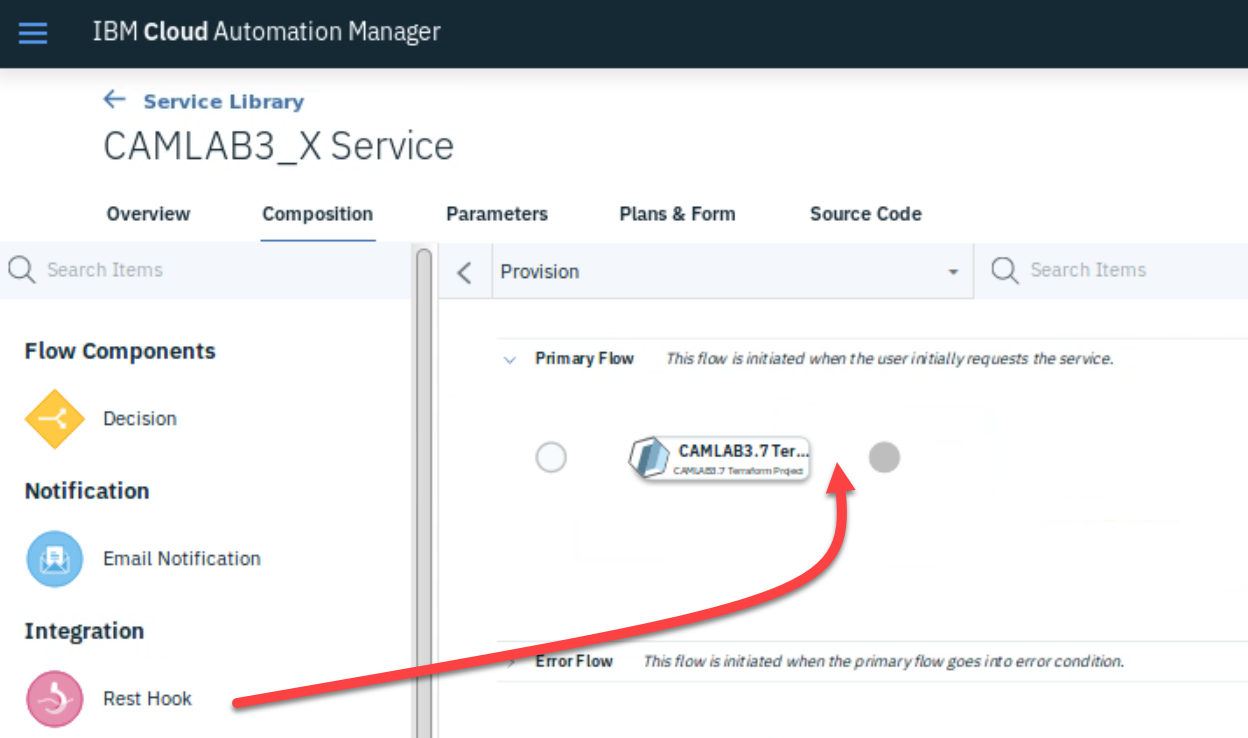 IBM Cloud Automation Manager
Service Library
CAMLAB3_X Service
Overview Composition Parameters Plans & Form Source Code
Search Items
Provision
Search Items
Flow Components
Decision
Notification
Email Notification
Integration
Rest Hook
Primary Flow This flow is initiated when the user initially requests the service.
CAMLAB3.7 Ter...
CAMLAB3.7 Terraform Project
Error Flow This flow is initiated when the primary flow goes into error condition.